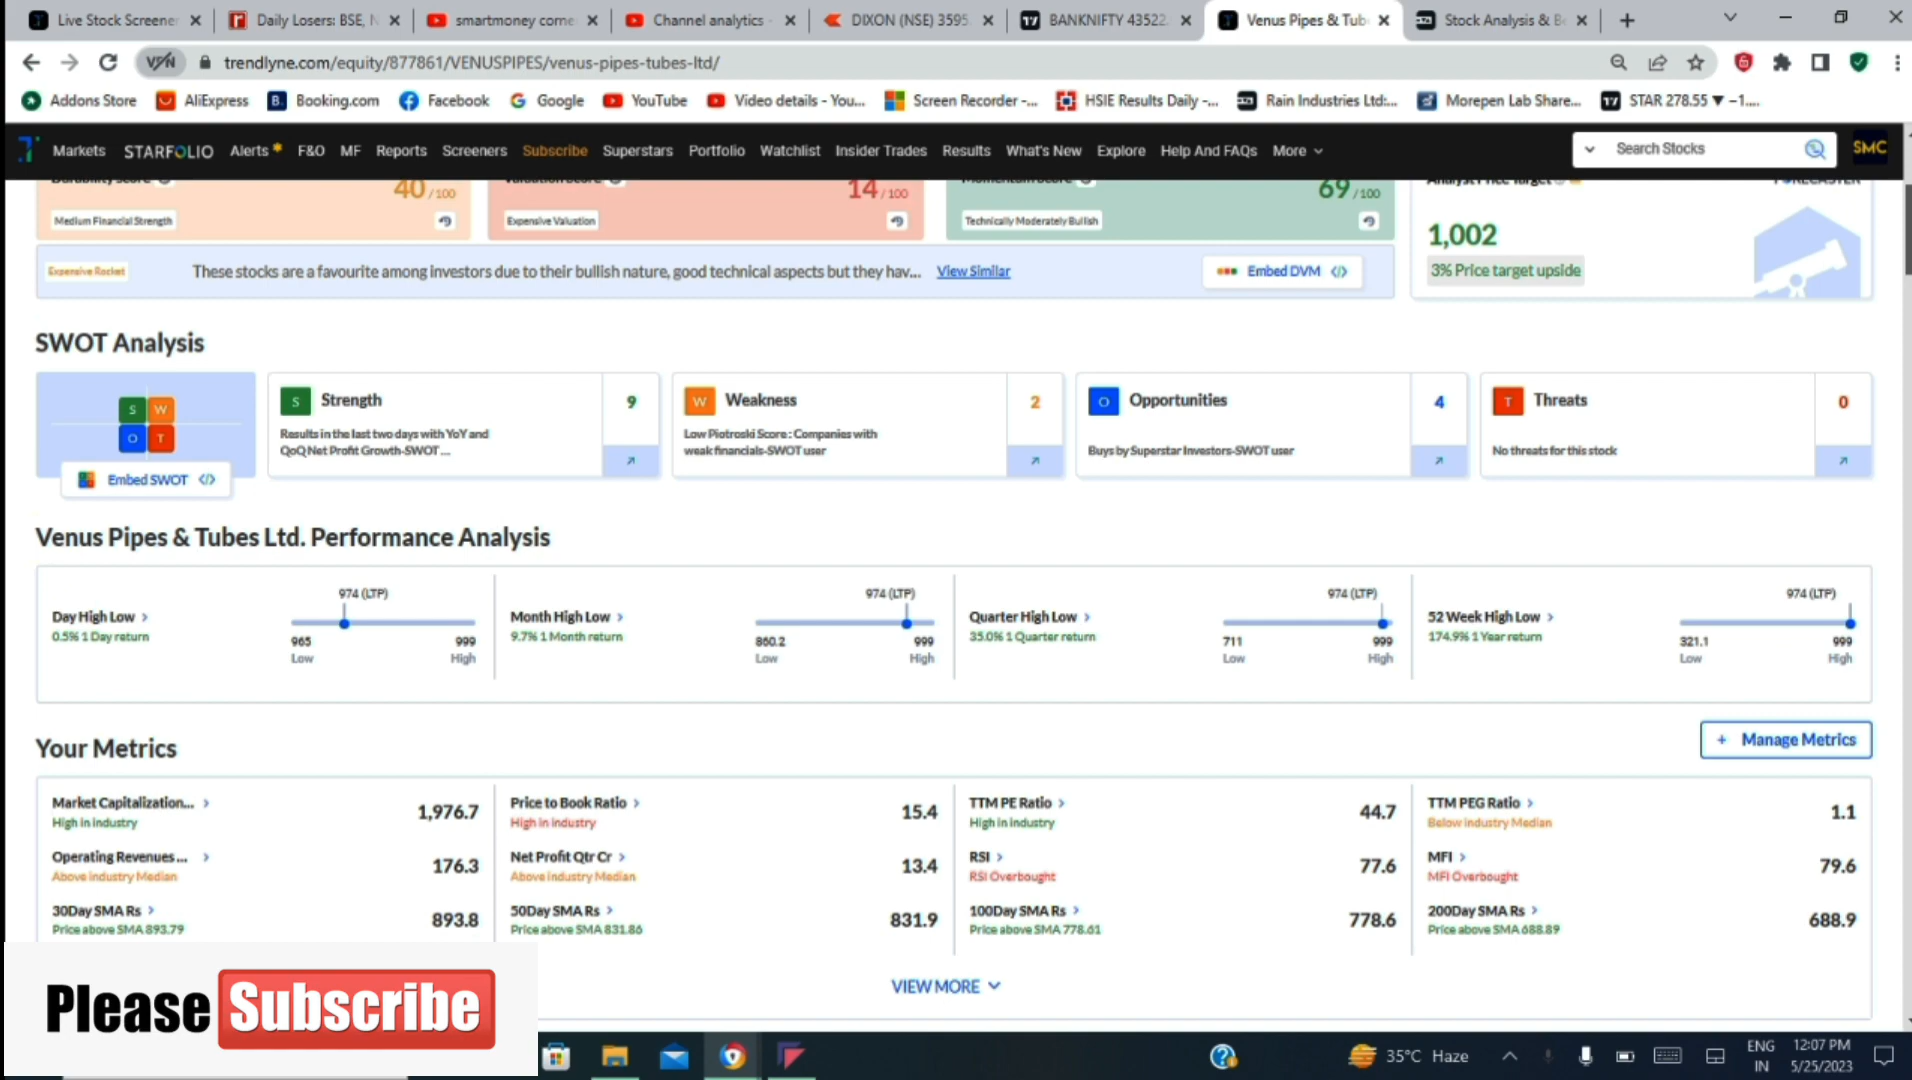 Live Stock Screener
Daily Losers: BSE, N
smartmoney corne
Channel analytics -
DIXON (NSE) 3595.
BANKNIFTY 43522.
Venus Pipes & Tub
Stock Analysis & B
VPN
trendlyne.com/equity/877861/VENUSPIPES/venus-pipes-tubes-ltd/
Addons Store
AliExpress
Booking.com
Facebook
Google
YouTube
Video details - You...
Screen Recorder -...
HSIE Results Daily -...
Rain Industries Ltd:...
Morepen Lab Share...
STAR 278.55 ▼ −1....
Markets STARFOLIO Alerts F&O MF Reports Screeners Subscribe Superstars Portfolio Watchlist Insider Trades Results What's New Explore Help And FAQs More
Search Stocks
SMC
40 /100
Medium Financial Strength
14 /100
Expensive Valuation
69 /100
Technically Moderately Bullish
Analyst Price Target
FORECASTER
1,002
3% Price target upside
Expensive Rocket
These stocks are a favourite among investors due to their bullish nature, good technical aspects but they hav... View Similar
Embed DVM </>
SWOT Analysis
S W
O T
Embed SWOT </>
S Strength 9
Results in the last two days with YoY and
QoQ Net Profit Growth-SWOT ...
W Weakness 2
Low Piotroski Score : Companies with
weak financials-SWOT user
O Opportunities 4
Buys by Superstar Investors-SWOT user
T Threats 0
No threats for this stock
Venus Pipes & Tubes Ltd. Performance Analysis
Day High Low >
0.5% 1 Day return
974 (LTP)
965 999
Low High
Month High Low >
9.7% 1 Month return
974 (LTP)
860.2 999
Low High
Quarter High Low >
35.0% 1 Quarter return
974 (LTP)
711 999
Low High
52 Week High Low >
174.9% 1 Year return
974 (LTP)
321.1 999
Low High
Your Metrics
+ Manage Metrics
Market Capitalization... > 1,976.7
High in industry
Price to Book Ratio > 15.4
High in industry
TTM PE Ratio > 44.7
High in industry
TTM PEG Ratio > 1.1
Below industry Median
Operating Revenues ... > 176.3
Above industry Median
Net Profit Qtr Cr > 13.4
Above industry Median
RSI > 77.6
RSI Overbought
MFI > 79.6
MFI Overbought
30Day SMA Rs > 893.8
Price above SMA 893.79
50Day SMA Rs > 831.9
Price above SMA 831.86
100Day SMA Rs > 778.6
Price above SMA 778.61
200Day SMA Rs > 688.9
Price above SMA 688.89
VIEW MORE
Please Subscribe
35°C Haze
ENG
IN
12:07 PM
5/25/2023